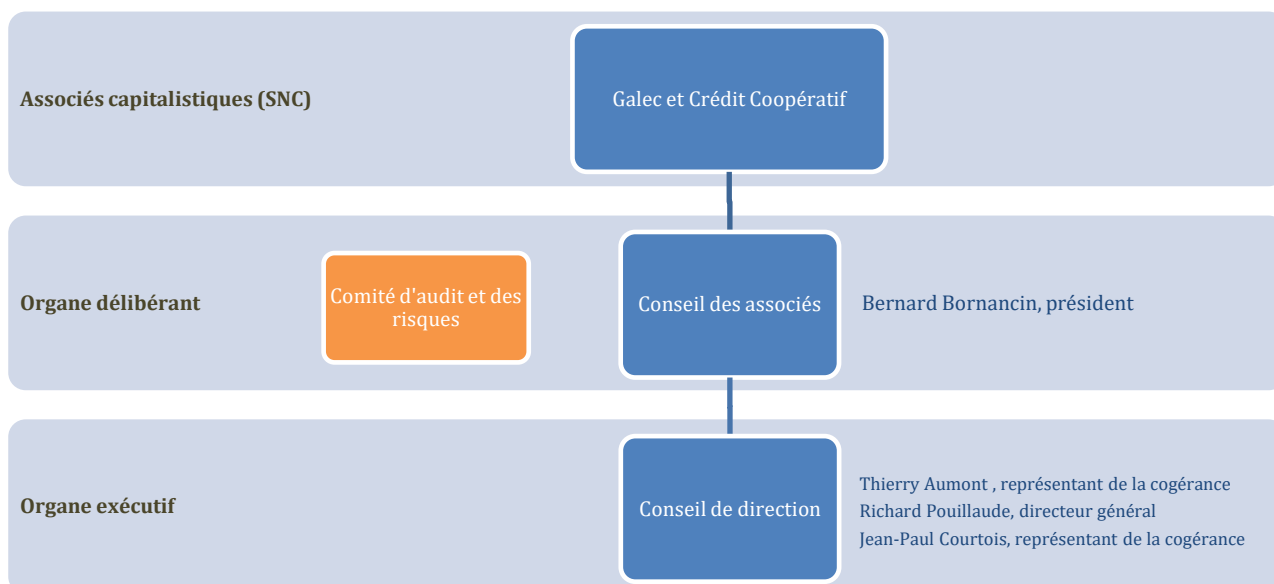 Associés capitalistiques (SNC)
Galec et Crédit Coopératif
Organe délibérant
Comité d'audit et des
risques
Conseil des associés
Bernard Bornancin, président
Organe exécutif
Conseil de direction
Thierry Aumont , représentant de la cogérance
Richard Pouillaude, directeur général
Jean-Paul Courtois, représentant de la cogérance